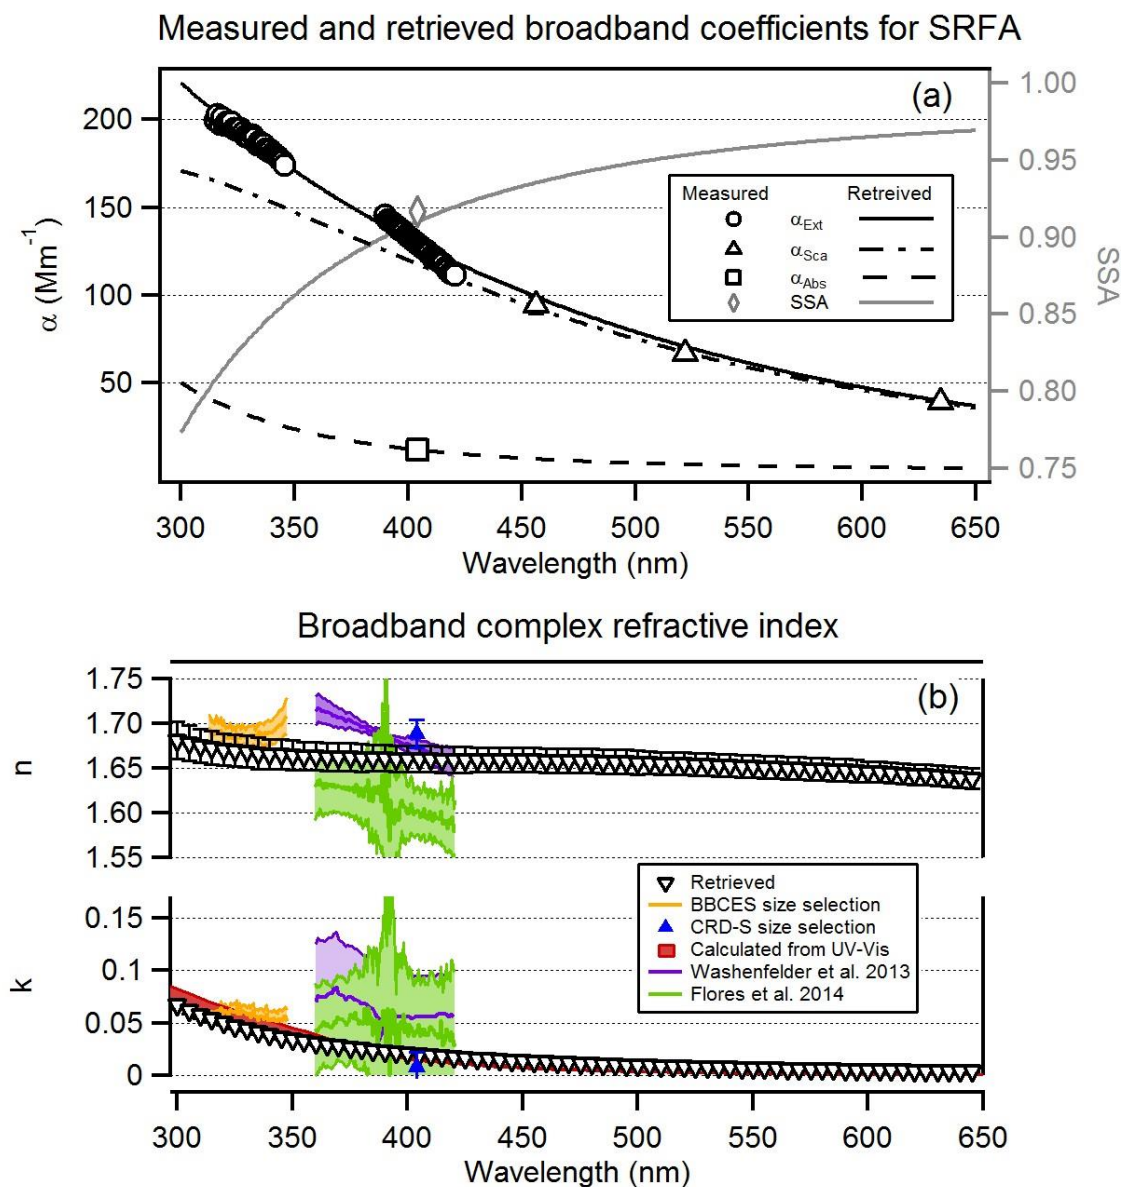 Measured and retrieved broadband coefficients for SRFA
(a)
α (Mm⁻¹)
200
150
100
50
1.00
0.95
0.90
0.85
0.80
0.75
SSA
Measured Retreived
αExt
αSca
αAbs
SSA
300 350 400 450 500 550 600 650
Wavelength (nm)
Broadband complex refractive index
(b)
n
1.75
1.70
1.65
1.60
1.55
k
0.15
0.1
0.05
0
Retrieved
BBCES size selection
CRD-S size selection
Calculated from UV-Vis
Washenfelder et al. 2013
Flores et al. 2014
300 350 400 450 500 550 600 650
Wavelength (nm)